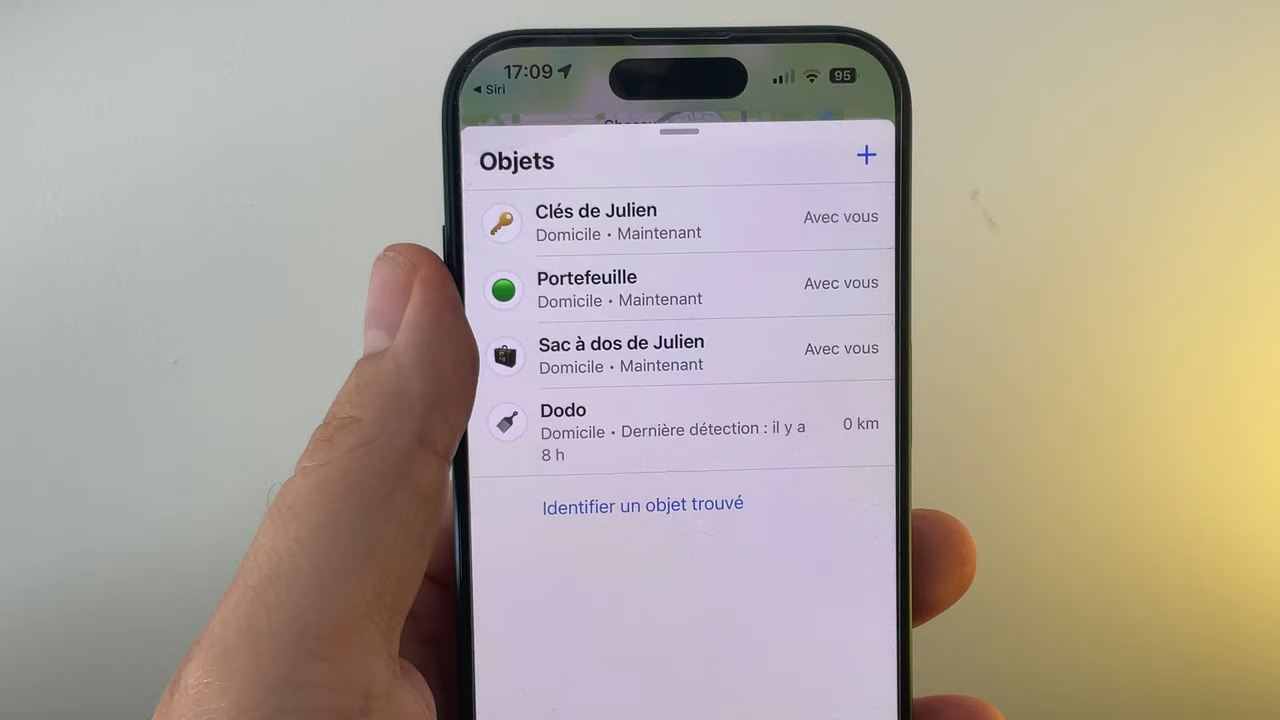 17:09
95
◀ Siri
Objets
+
Clés de Julien
Domicile • Maintenant
Avec vous
Portefeuille
Domicile • Maintenant
Avec vous
Sac à dos de Julien
Domicile • Maintenant
Avec vous
Dodo
Domicile • Dernière détection : il y a
8 h
0 km
Identifier un objet trouvé